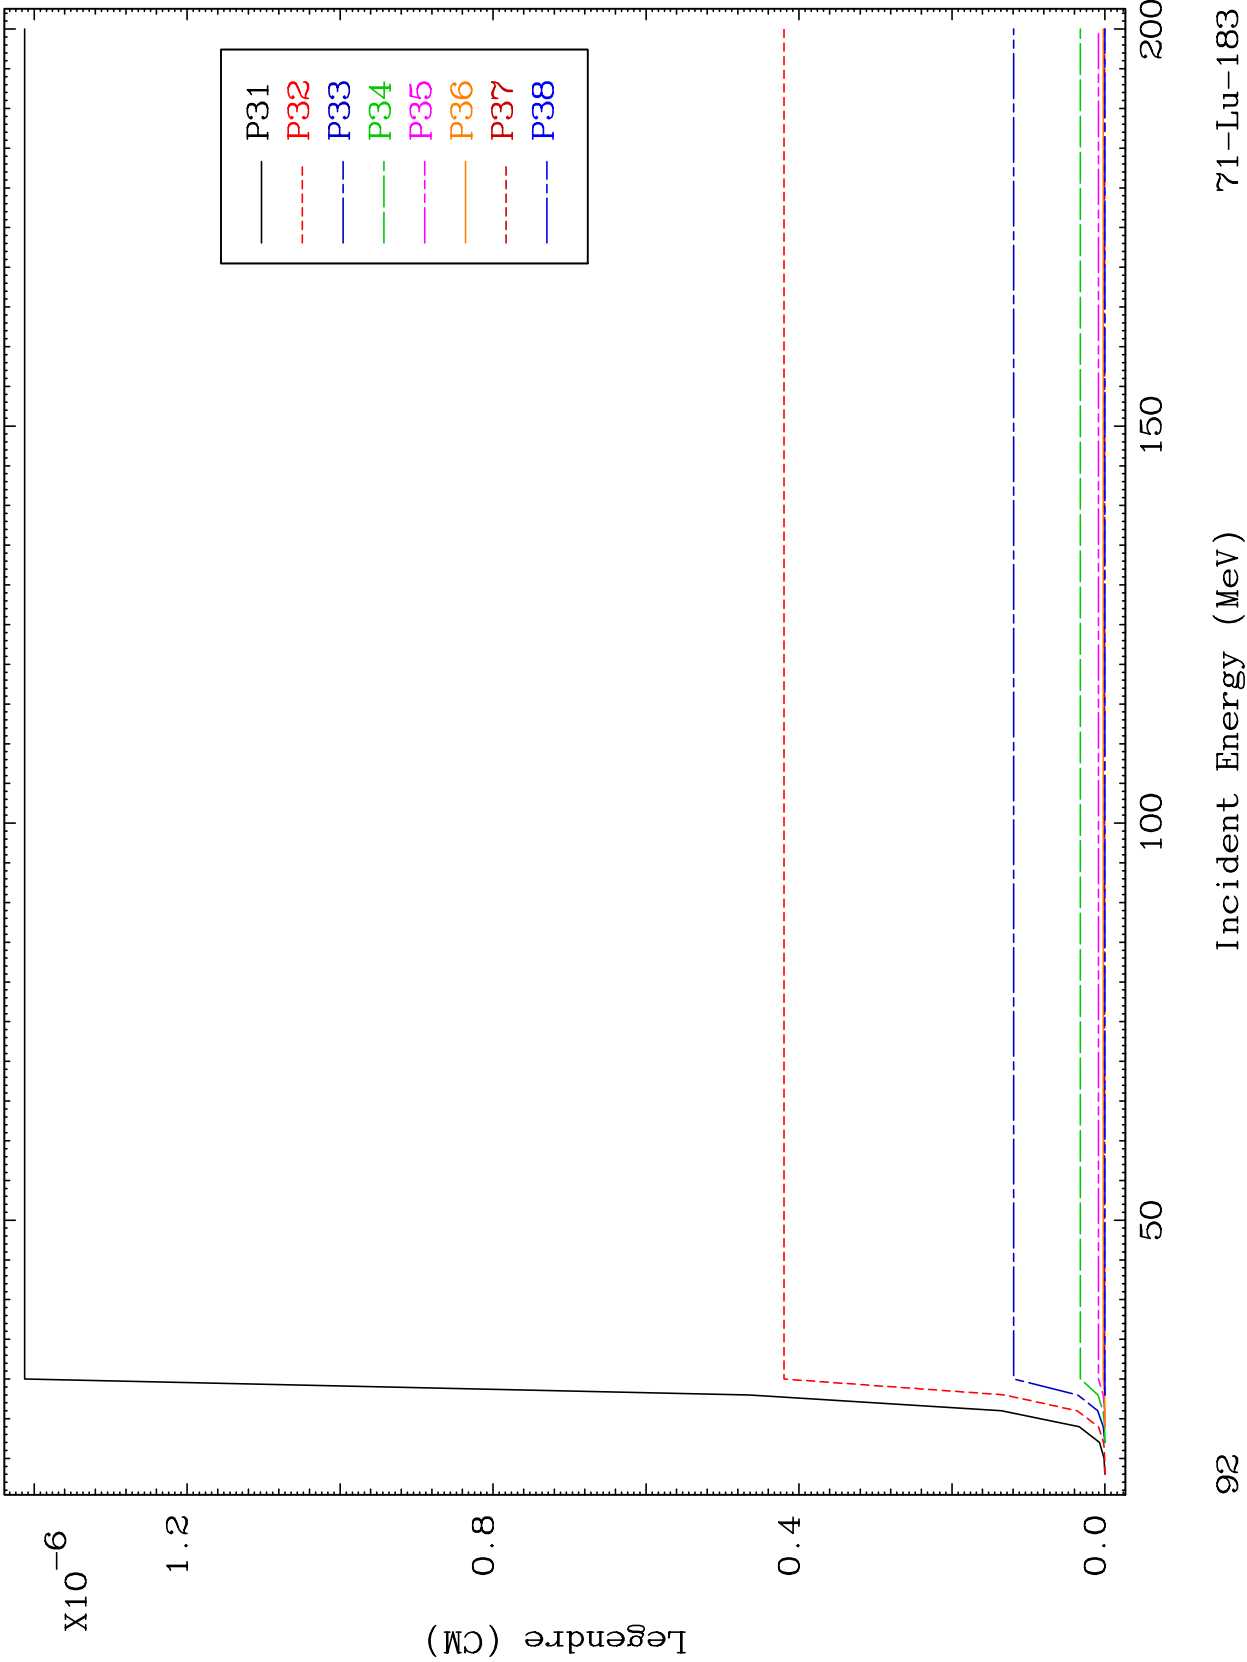 X10⁻⁶
Legendre (CM)
1.2
0.8
0.4
0.0
P31
P32
P33
P34
P35
P36
P37
P38
50
100
150
200
Incident Energy (MeV)
92
71-Lu-183